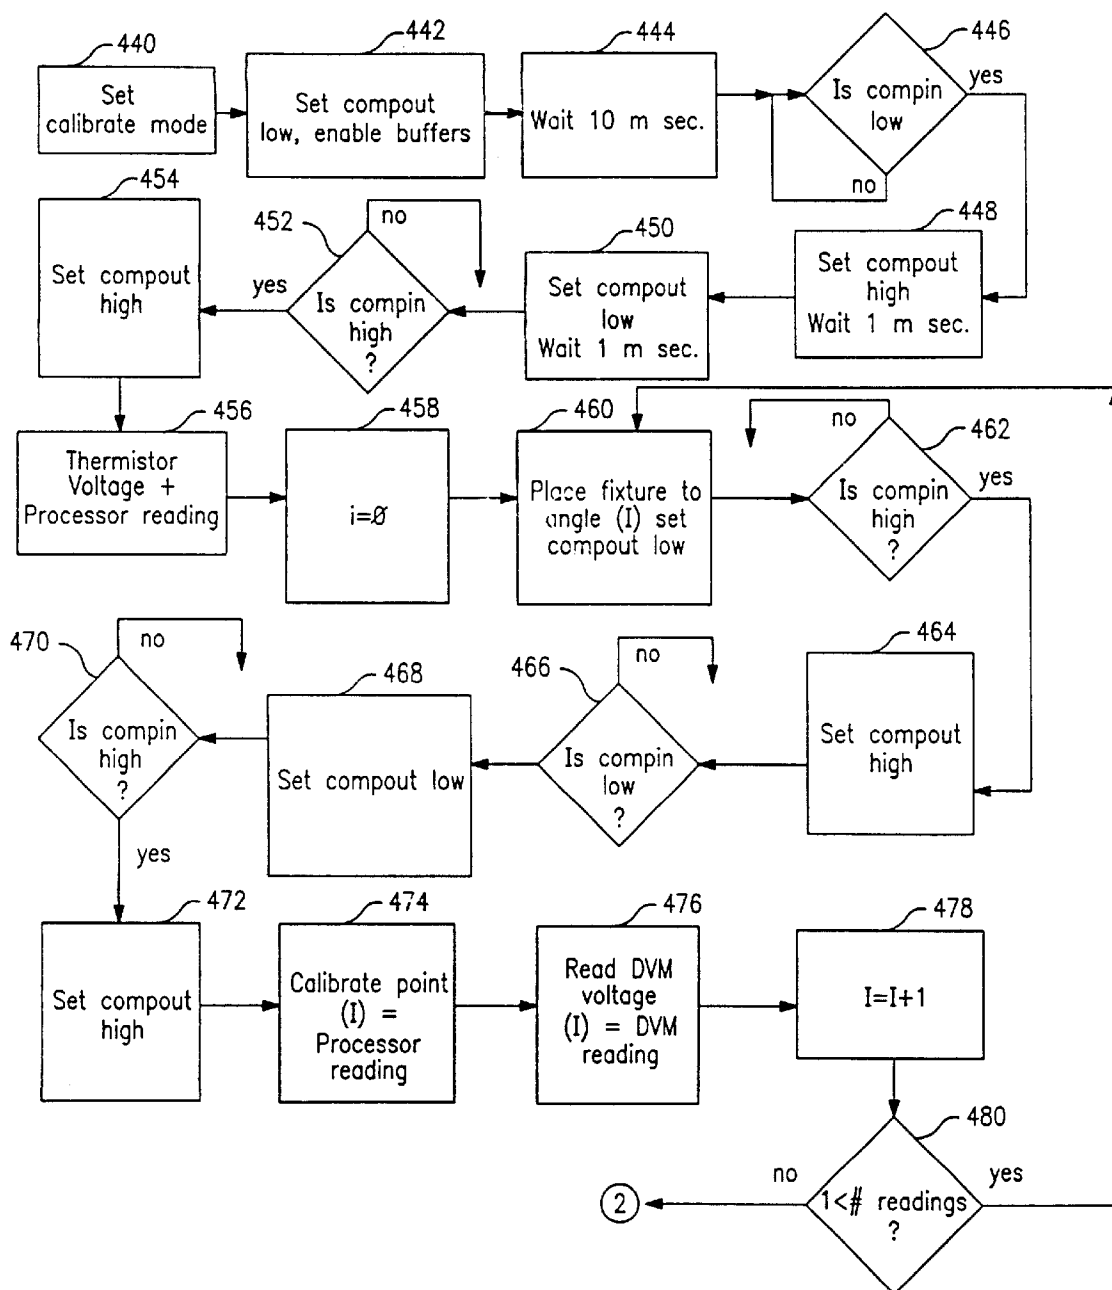 440
Set
calibrate mode
442
Set compout
low, enable buffers
444
Wait 10 m sec.
446
Is compin
low
yes
no
454
Set compout
high
452
no
yes
Is compin
high
?
450
Set compout
low
Wait 1 m sec.
448
Set compout
high
Wait 1 m sec.
456
Thermistor
Voltage +
Processor reading
458
i=Ø
460
Place fixture to
angle (I) set
compout low
no
462
Is compin
high
?
yes
470
no
Is compin
high
?
yes
468
Set compout low
466
no
Is compin
low
?
464
Set compout
high
472
Set compout
high
474
Calibrate point
(I) =
Processor
reading
476
Read DVM
voltage
(I) = DVM
reading
478
I=I+1
480
no
1<# readings
?
yes
2